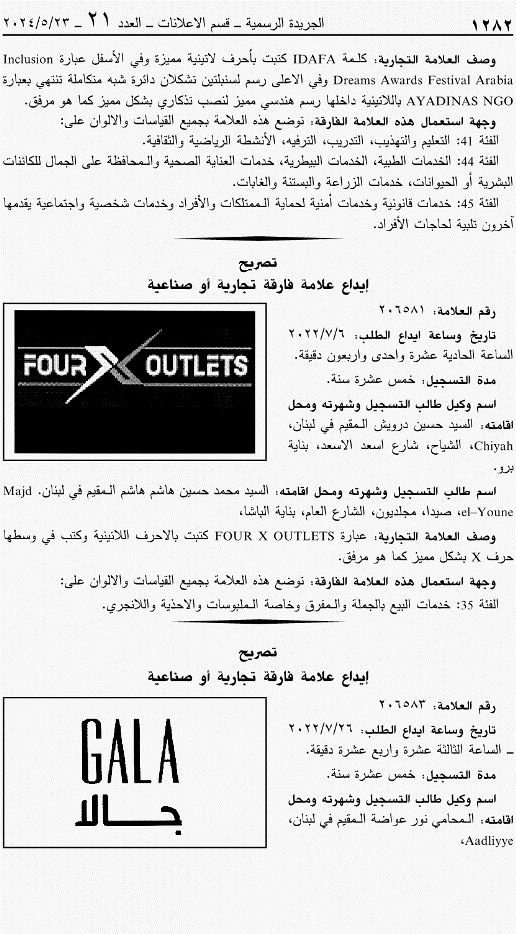 ١٢٨٢ الجريدة الرسمية ــ قسم الاعلانات ــ العدد ٢١ ــ ٢٠٢٤/٥/٢٣
وصف العلامة التجارية: كلمة IDAFA كتبت بأحرف لاتينية مميزة وفي الأسفل عبارة Inclusion
Dreams Awards Festival Arabia وفي الاعلى رسم لسنبلتين تشكلان دائرة شبه متكاملة تنتهي بعبارة
AYADINAS NGO باللاتينية داخلها رسم هندسي مميز لنصب تذكاري بشكل مميز كما هو مرفق.
وجهة استعمال هذه العلامة الفارقة: نوضع هذه العلامة بجميع القياسات والالوان على:
الفئة 41: التعليم والتهذيب، التدريب، الترفيه، الأنشطة الرياضية والثقافية.
الفئة 44: الخدمات الطبية، الخدمات البيطرية، خدمات العناية الصحية والمحافظة على الجمال للكائنات
البشرية أو الحيوانات، خدمات الزراعة والبستنة والغابات.
الفئة 45: خدمات قانونية وخدمات أمنية لحماية الممتلكات والأفراد وخدمات شخصية واجتماعية يقدمها
آخرون تلبية لحاجات الأفراد.
تصريح
إيداع علامة فارقة تجارية أو صناعية
رقم العلامة: ٢٠٦٥٨١
تاريخ وساعة ايداع الطلب: ٢٠٢٢/٧/٦
الساعة الحادية عشرة واحدى واربعون دقيقة.
مدة التسجيل: خمس عشرة سنة.
اسم وكيل طالب التسجيل وشهرته ومحل
اقامته: السيد حسين درويش المقيم في لبنان،
Chiyah، الشياح، شارع اسعد الاسعد، بناية
برو.
FOUR X OUTLETS
اسم طالب التسجيل وشهرته ومحل اقامته: السيد محمد حسين هاشم هاشم المقيم في لبنان. Majd
el–Youne، صيدا، مجلديون، الشارع العام، بناية الباشا،
وصف العلامة التجارية: عبارة FOUR X OUTLETS كتبت بالاحرف اللاتينية وكتب في وسطها
حرف X بشكل مميز كما هو مرفق.
وجهة استعمال هذه العلامة الفارقة: نوضع هذه العلامة بجميع القياسات والالوان على:
الفئة 35: خدمات البيع بالجملة والمفرق وخاصة الملبوسات والاحذية واللانجري.
تصريح
إيداع علامة فارقة تجارية أو صناعية
رقم العلامة: ٢٠٦٥٨٣
تاريخ وساعة ايداع الطلب: ٢٠٢٢/٧/٢٦
ــ الساعة الثالثة عشرة واربع عشرة دقيقة.
مدة التسجيل: خمس عشرة سنة.
اسم وكيل طالب التسجيل وشهرته ومحل
اقامته: المحامي نور عواضة المقيم في لبنان،
Aadliyye،
GALA
جالا